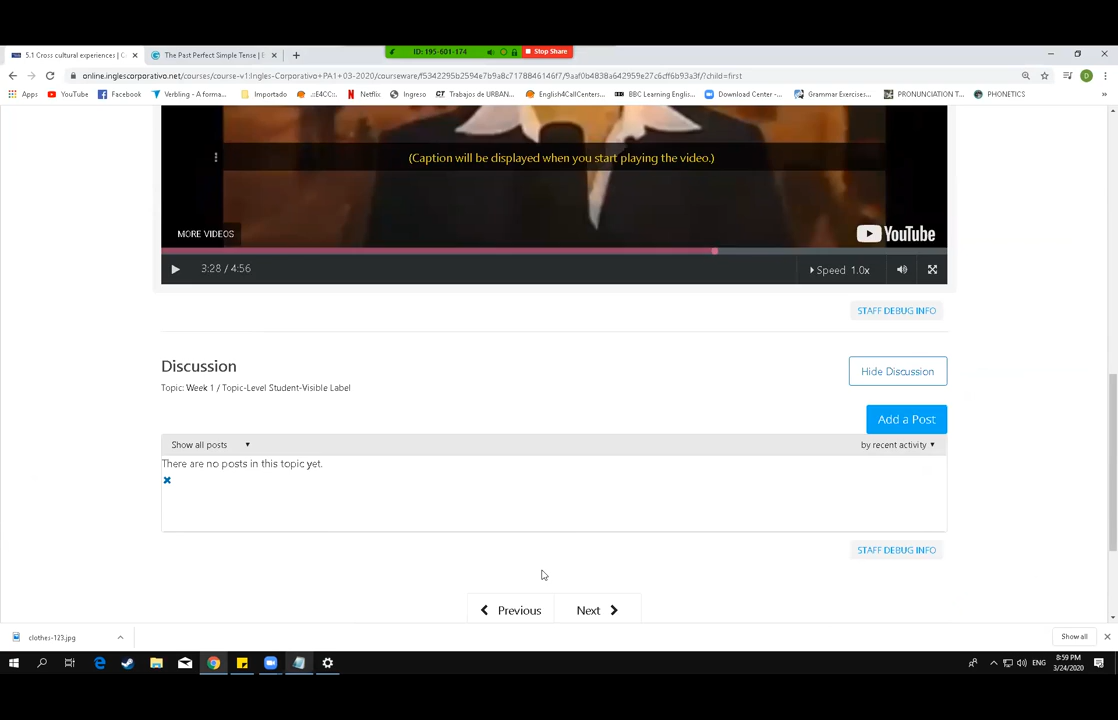 5.1 Cross cultural experiences | C
The Past Perfect Simple Tense | E
ID: 195-601-174
Stop Share
online.inglescorporativo.net/courses/course-v1:Ingles-Corporativo+PA1+03-2020/courseware/f5342295b2594e7b9a8c7178846146f7/9aaf0b4838a642959e27c6cff6b93a3f/?child=first
Apps
YouTube
Facebook
Verbling - A forma...
Importado
.::E4CC::.
Netflix
Ingreso
Trabajos de URBAN...
English4CallCenters...
BBC Learning Englis...
Download Center -...
Grammar Exercises...
PRONUNCIATION T...
PHONETICS
(Caption will be displayed when you start playing the video.)
MORE VIDEOS
YouTube
3:28 / 4:56
Speed 1.0x
STAFF DEBUG INFO
Discussion
Hide Discussion
Topic: Week 1 / Topic-Level Student-Visible Label
Add a Post
Show all posts
by recent activity
There are no posts in this topic yet.
STAFF DEBUG INFO
Previous
Next
clothes-123.jpg
Show all
ENG
8:59 PM
3/24/2020